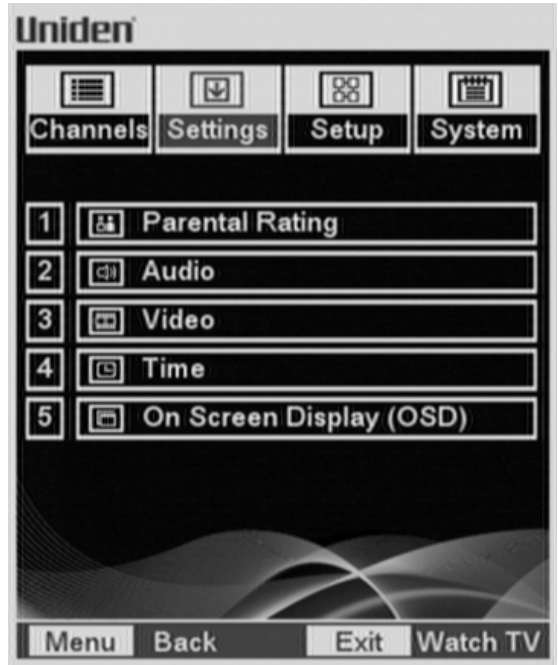 Uniden
Channels Settings Setup System
1 Parental Rating
2 Audio
3 Video
4 Time
5 On Screen Display (OSD)
Menu Back Exit Watch TV